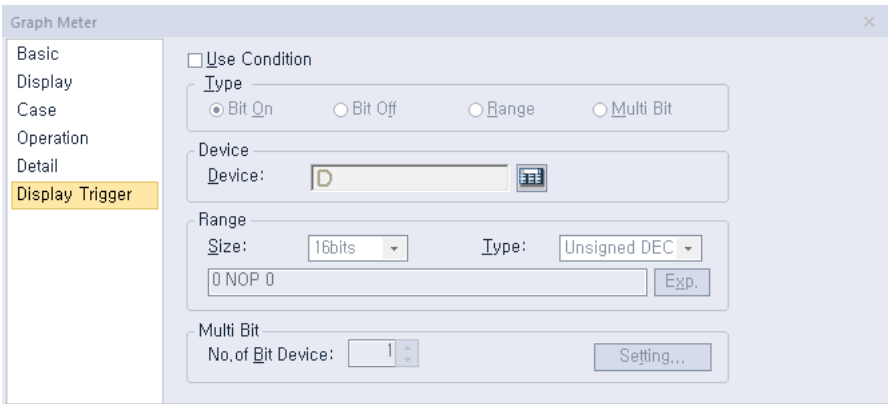 Graph Meter
Basic
Display
Case
Operation
Detail
Display Trigger
Use Condition
Type
Bit On Bit Off Range Multi Bit
Device
Device: D
Range
Size: 16bits Type: Unsigned DEC
0 NOP 0 Exp.
Multi Bit
No.of Bit Device: 1 Setting...